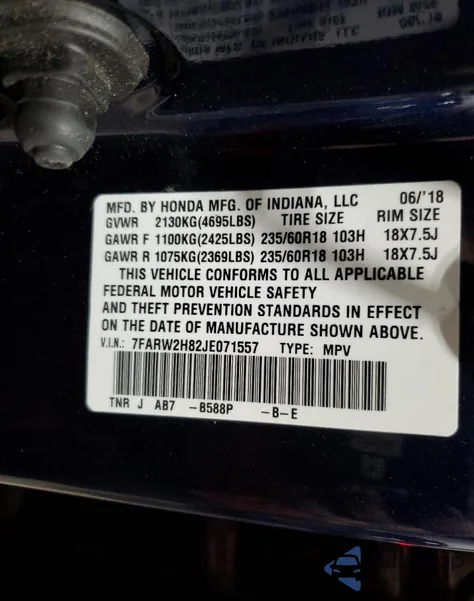 MFD. BY HONDA MFG. OF INDIANA, LLC 06/'18
GVWR 2130KG(4695LBS) TIRE SIZE RIM SIZE
GAWR F 1100KG(2425LBS) 235/60R18 103H 18X7.5J
GAWR R 1075KG(2369LBS) 235/60R18 103H 18X7.5J
THIS VEHICLE CONFORMS TO ALL APPLICABLE
FEDERAL MOTOR VEHICLE SAFETY
AND THEFT PREVENTION STANDARDS IN EFFECT
ON THE DATE OF MANUFACTURE SHOWN ABOVE.
V.I.N.: 7FARW2H82JE071557 TYPE: MPV
TNR J AB7 -B588P -B-E